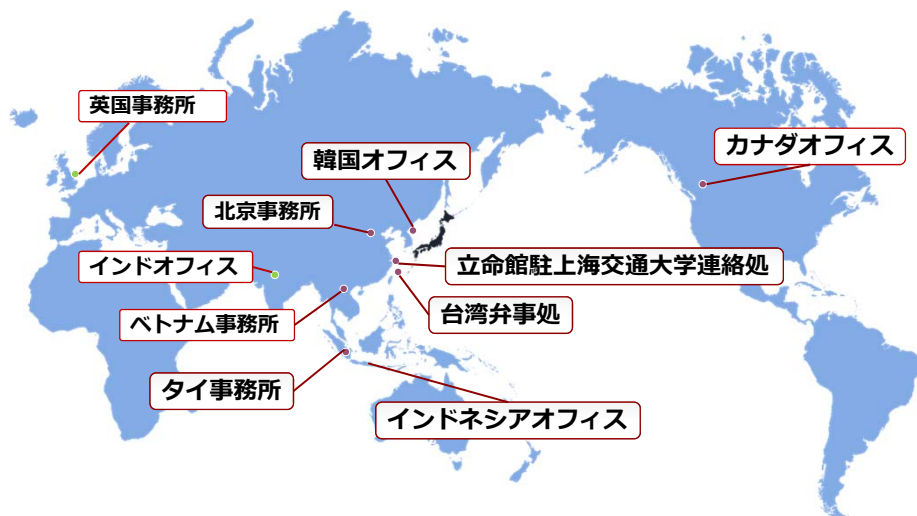 英国事務所
カナダオフィス
韓国オフィス
北京事務所
立命館駐上海交通大学連絡処
インドオフィス
台湾弁事処
ベトナム事務所
タイ事務所
インドネシアオフィス